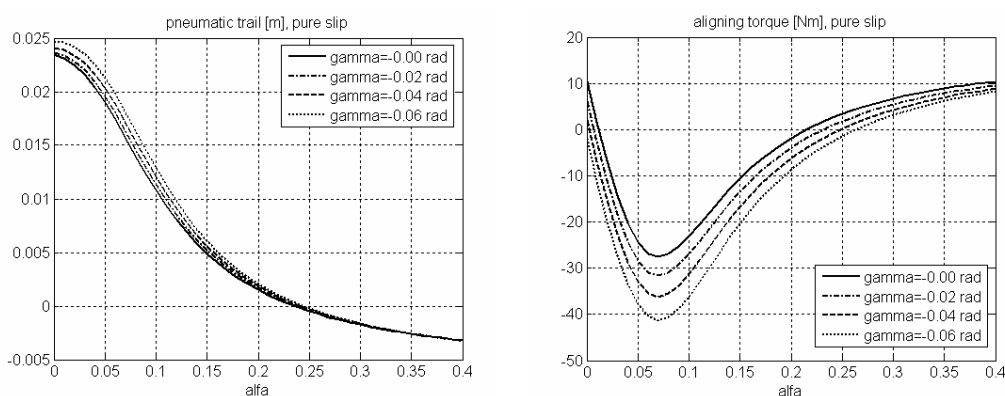 pneumatic trail [m], pure slip
0.025
0.02
0.015
0.01
0.005
0
-0.005
gamma=-0.00 rad
gamma=-0.02 rad
gamma=-0.04 rad
gamma=-0.06 rad
0 0.05 0.1 0.15 0.2 0.25 0.3 0.35 0.4
alfa
aligning torque [Nm], pure slip
20
10
0
-10
-20
-30
-40
-50
gamma=-0.00 rad
gamma=-0.02 rad
gamma=-0.04 rad
gamma=-0.06 rad
0 0.05 0.1 0.15 0.2 0.25 0.3 0.35 0.4
alfa